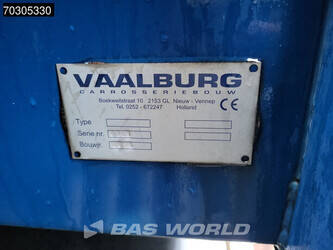 70305330
VAALBURG
CARROSSERIEBOUW
Boekweitstraat 10 2153 GL Nieuw - Vennep
Tel. 0252 - 672247 Holland CE
Type
Serie.nr.
Bouwjr.
BAS WORLD